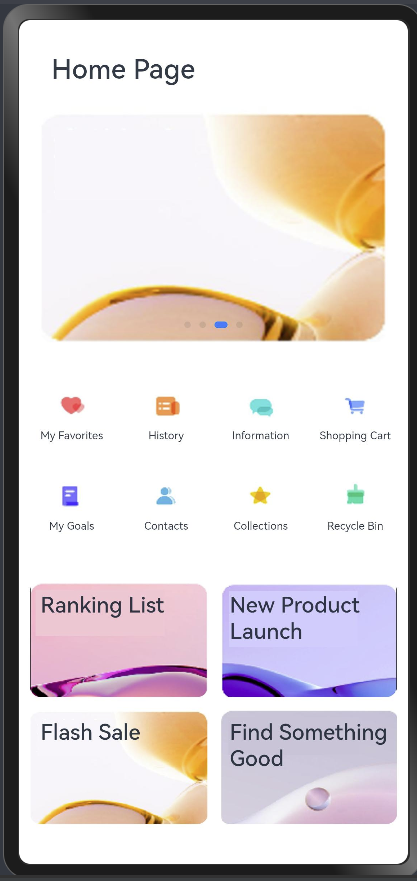 Home Page
My Favorites
History
Information
Shopping Cart
My Goals
Contacts
Collections
Recycle Bin
Ranking List
New Product
Launch
Flash Sale
Find Something
Good